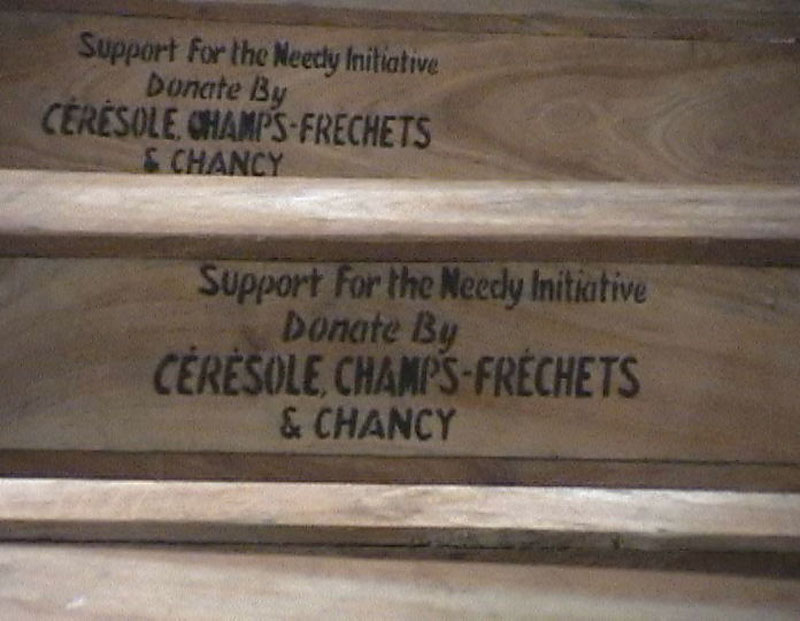 Support For the Needy Initiative
Donate By
CÉRÉSOLE, CHAMPS-FRECHETS
& CHANCY
Support For the Needy Initiative
Donate By
CÉRÉSOLE, CHAMPS-FRÉCHETS
& CHANCY